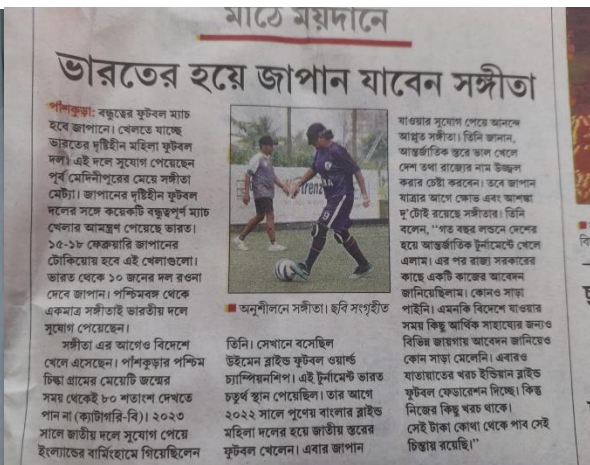 মাঠে ময়দানে
ভারতের হয়ে জাপান যাবেন সঙ্গীতা
পাঁশকুড়া: বন্ধুত্বের ফুটবল ম্যাচ
হবে জাপানে। খেলতে যাচ্ছে
ভারতের দৃষ্টিহীন মহিলা ফুটবল
দল। এই দলে সুযোগ পেয়েছেন
পূর্ব মেদিনীপুরের মেয়ে সঙ্গীতা
মেট্যা। জাপানের দৃষ্টিহীন ফুটবল
দলের সঙ্গে কয়েকটি বন্ধুত্বপূর্ণ ম্যাচ
খেলার আমন্ত্রণ পেয়েছে ভারত।
১৫-১৮ ফেব্রুয়ারি জাপানের
টোকিয়োয় হবে এই খেলাগুলো।
ভারত থেকে ১০ জনের দল রওনা
দেবে জাপান। পশ্চিমবঙ্গ থেকে
একমাত্র সঙ্গীতাই ভারতীয় দলে
সুযোগ পেয়েছেন।
সঙ্গীতা এর আগেও বিদেশে
খেলে এসেছেন। পাঁশকুড়ার পশ্চিম
চিল্কা গ্রামের মেয়েটি জন্মের
সময় থেকেই ৮০ শতাংশ দেখতে
পান না (ক্যাটাগরি-বি)। ২০২৩
সালে জাতীয় দলে সুযোগ পেয়ে
ইংল্যান্ডের বার্মিংহামে গিয়েছিলেন
অনুশীলনে সঙ্গীতা। ছবি সংগৃহীত
তিনি। সেখানে বসেছিল
উইমেন ব্লাইন্ড ফুটবল ওয়ার্ল্ড
চ্যাম্পিয়নশিপ। এই টুর্নামেন্টে ভারত
চতুর্থ স্থান পেয়েছিল। তার আগে
২০২২ সালে পুণেয় বাংলার ব্লাইন্ড
মহিলা দলের হয়ে জাতীয় স্তরের
ফুটবল খেলেন। এবার জাপান
যাওয়ার সুযোগ পেয়ে আনন্দে
আপ্লুত সঙ্গীতা। তিনি জানান,
আন্তর্জাতিক স্তরে ভাল খেলে
দেশ তথা রাজ্যের নাম উজ্জ্বল
করার চেষ্টা করবেন। তবে জাপান
যাত্রার আগে ক্ষোভ এবং আশঙ্কা
দু'টোই রয়েছে সঙ্গীতার। তিনি
বলেন, "গত বছর লন্ডনে দেশের
হয়ে আন্তর্জাতিক টুর্নামেন্টে খেলে
এলাম। এর পর রাজ্য সরকারের
কাছে একটি কাজের আবেদন
জানিয়েছিলাম। কোনও সাড়া
পাইনি। এমনকি বিদেশে যাওয়ার
সময় কিছু আর্থিক সাহায্যের জন্যও
বিভিন্ন জায়গায় আবেদন জানিয়েও
কোন সাড়া মেলেনি। এবারও
যাতায়াতের খরচ ইন্ডিয়ান ব্লাইন্ড
ফুটবল ফেডারেশন দিচ্ছে। কিন্তু
নিজের কিছু খরচ থাকে।
সেই টাকা কোথা থেকে পাব সেই
চিন্তায় রয়েছি।"